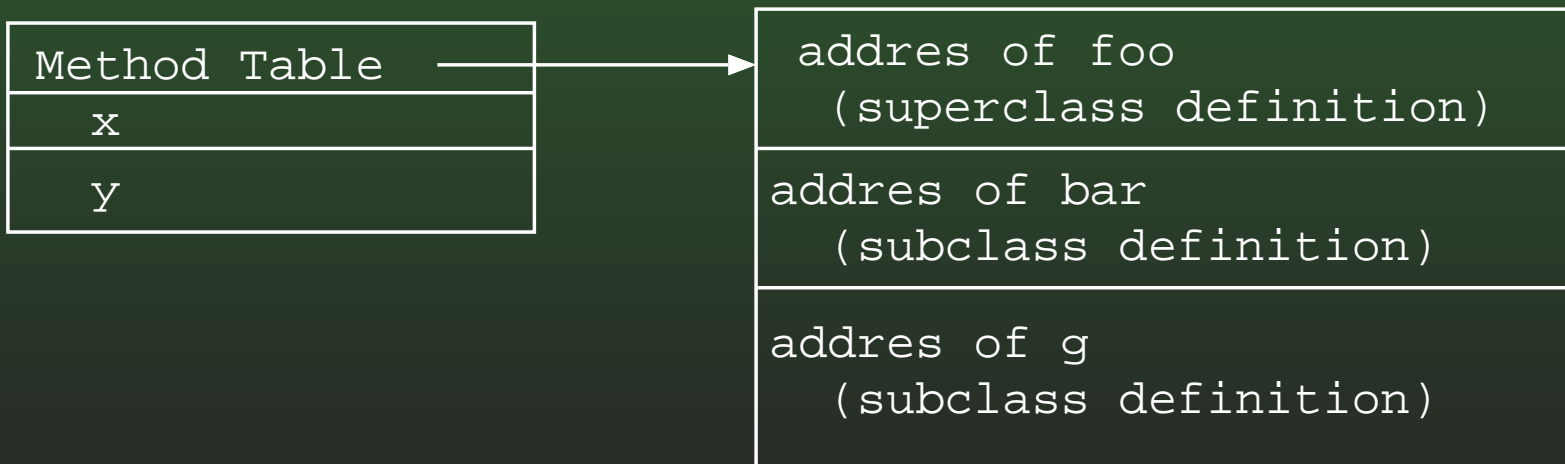 Method Table
x
y
addres of foo
(superclass definition)
addres of bar
(subclass definition)
addres of g
(subclass definition)